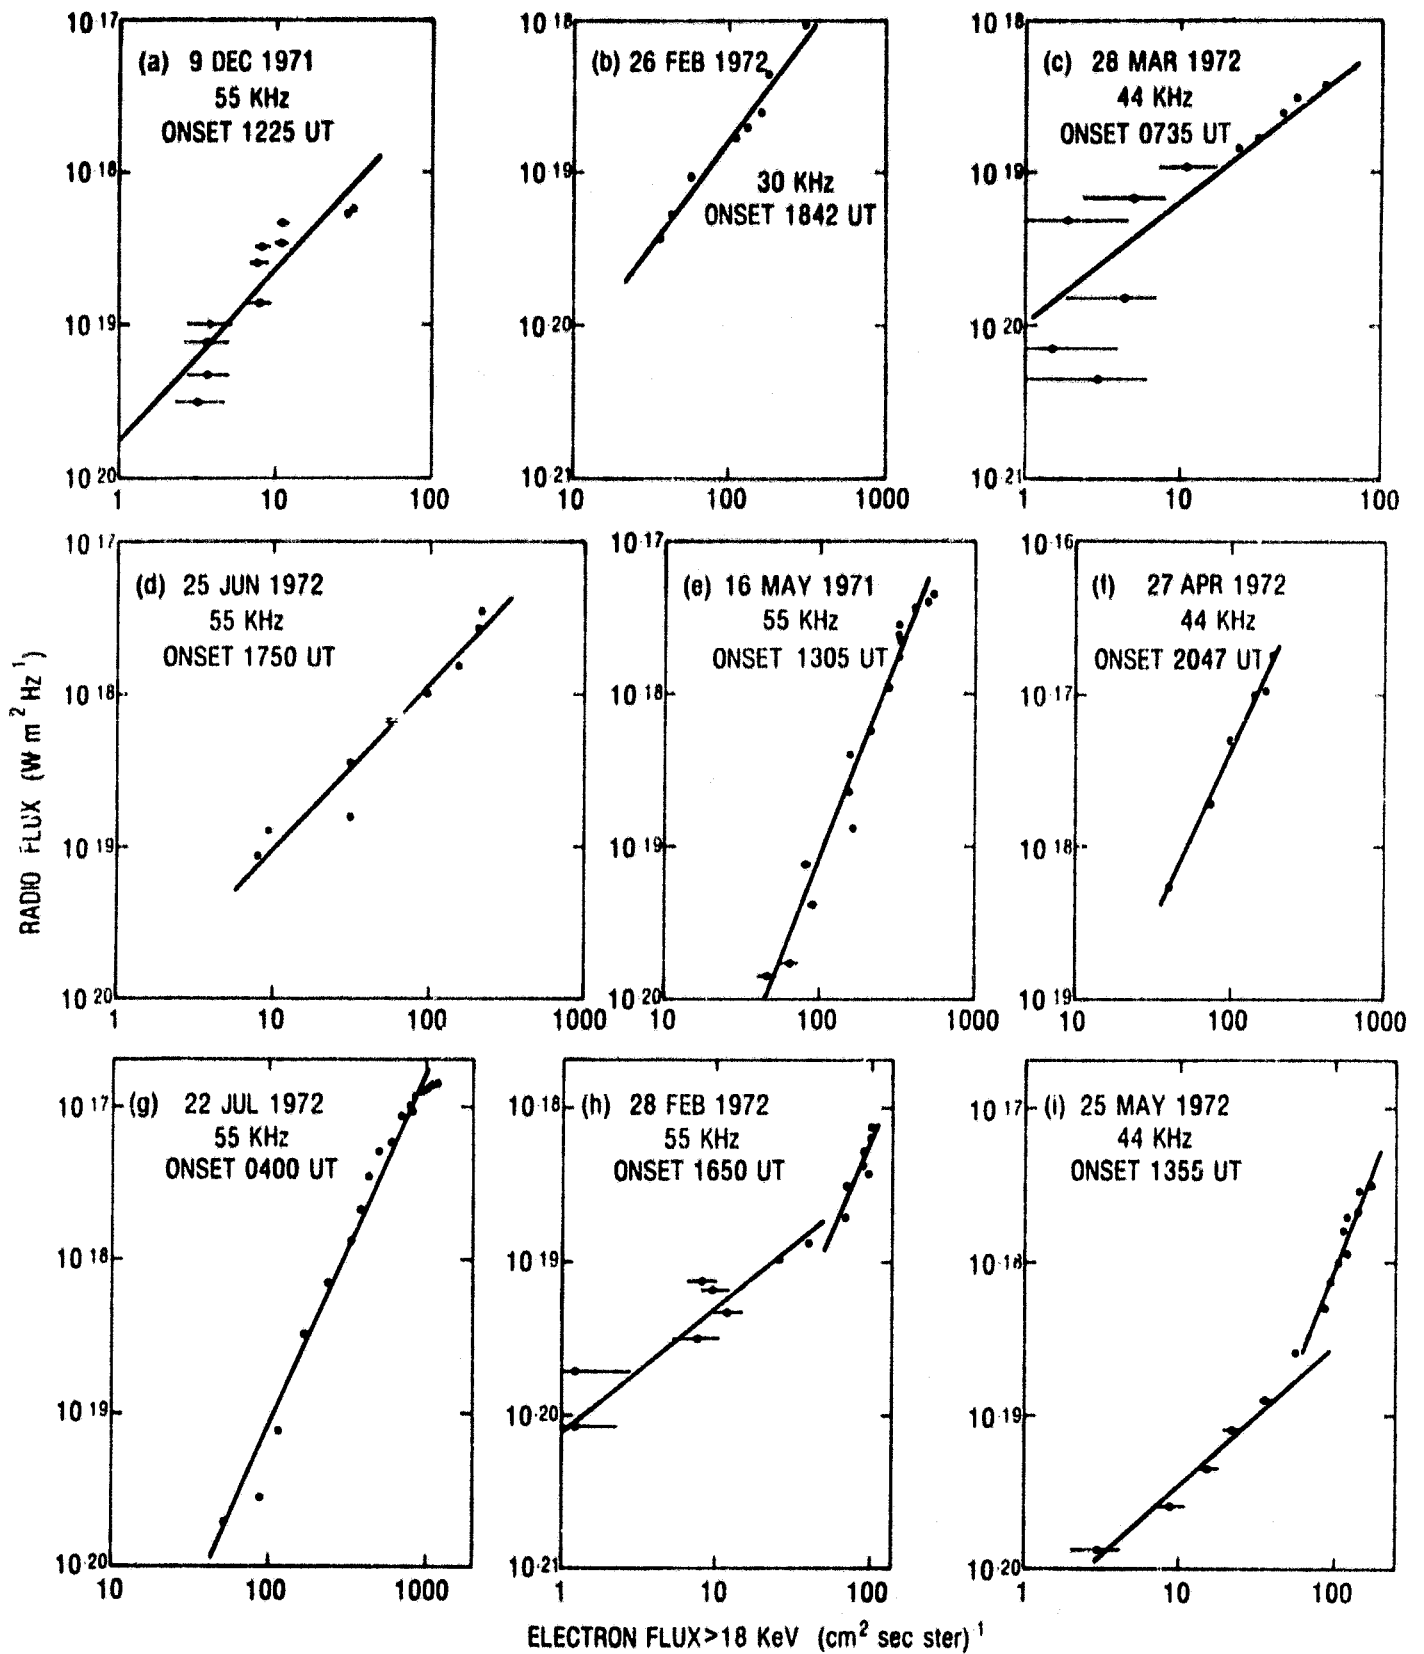 10-17
(a) 9 DEC 1971
55 KHz
ONSET 1225 UT
10-18
10-19
10-20
1 10 100
10-18
(b) 26 FEB 1972
10-19
30 KHz
ONSET 1842 UT
10-20
10-21
10 100 1000
10-18
(c) 28 MAR 1972
44 KHz
ONSET 0735 UT
10-19
10-20
10-21
1 10 100
RADIO FLUX (W m-2 Hz-1)
10-17
(d) 25 JUN 1972
55 KHz
ONSET 1750 UT
10-18
10-19
10-20
1 10 100 1000
10-17
(e) 16 MAY 1971
55 KHz
ONSET 1305 UT
10-18
10-19
10-20
10 100 1000
10-16
(f) 27 APR 1972
44 KHz
ONSET 2047 UT
10-17
10-18
10-19
10 100 1000
10-17
(g) 22 JUL 1972
55 KHz
ONSET 0400 UT
10-18
10-19
10-20
10 100 1000
10-18
(h) 28 FEB 1972
55 KHz
ONSET 1650 UT
10-19
10-20
10-21
1 10 100
10-17
(i) 25 MAY 1972
44 KHz
ONSET 1355 UT
10-18
10-19
10-20
1 10 100
ELECTRON FLUX>18 KeV (cm2 sec ster)-1